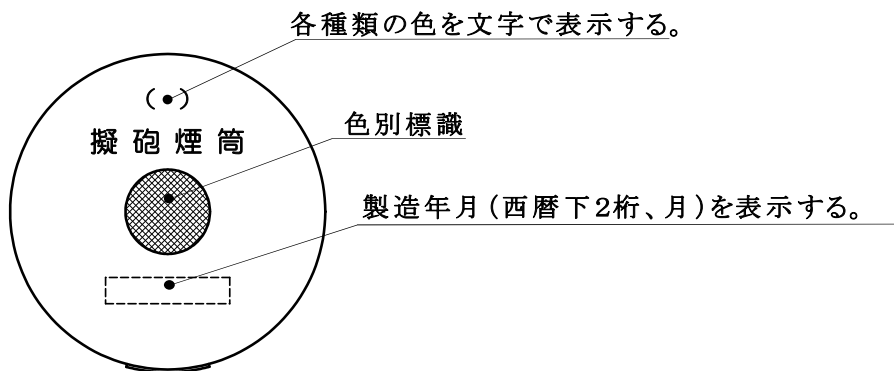 各種類の色を文字で表示する。
( )
擬砲煙筒
色別標識
製造年月(西暦下2桁、月)を表示する。